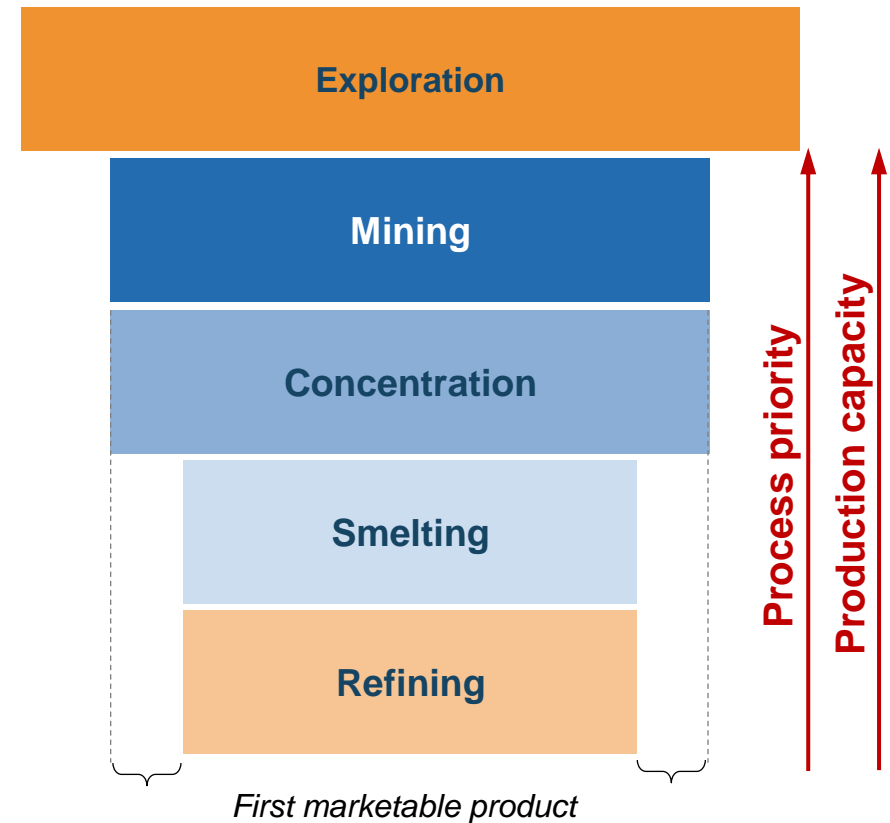 Exploration
Mining
Concentration
Smelting
Refining
First marketable product
Process priority
Production capacity